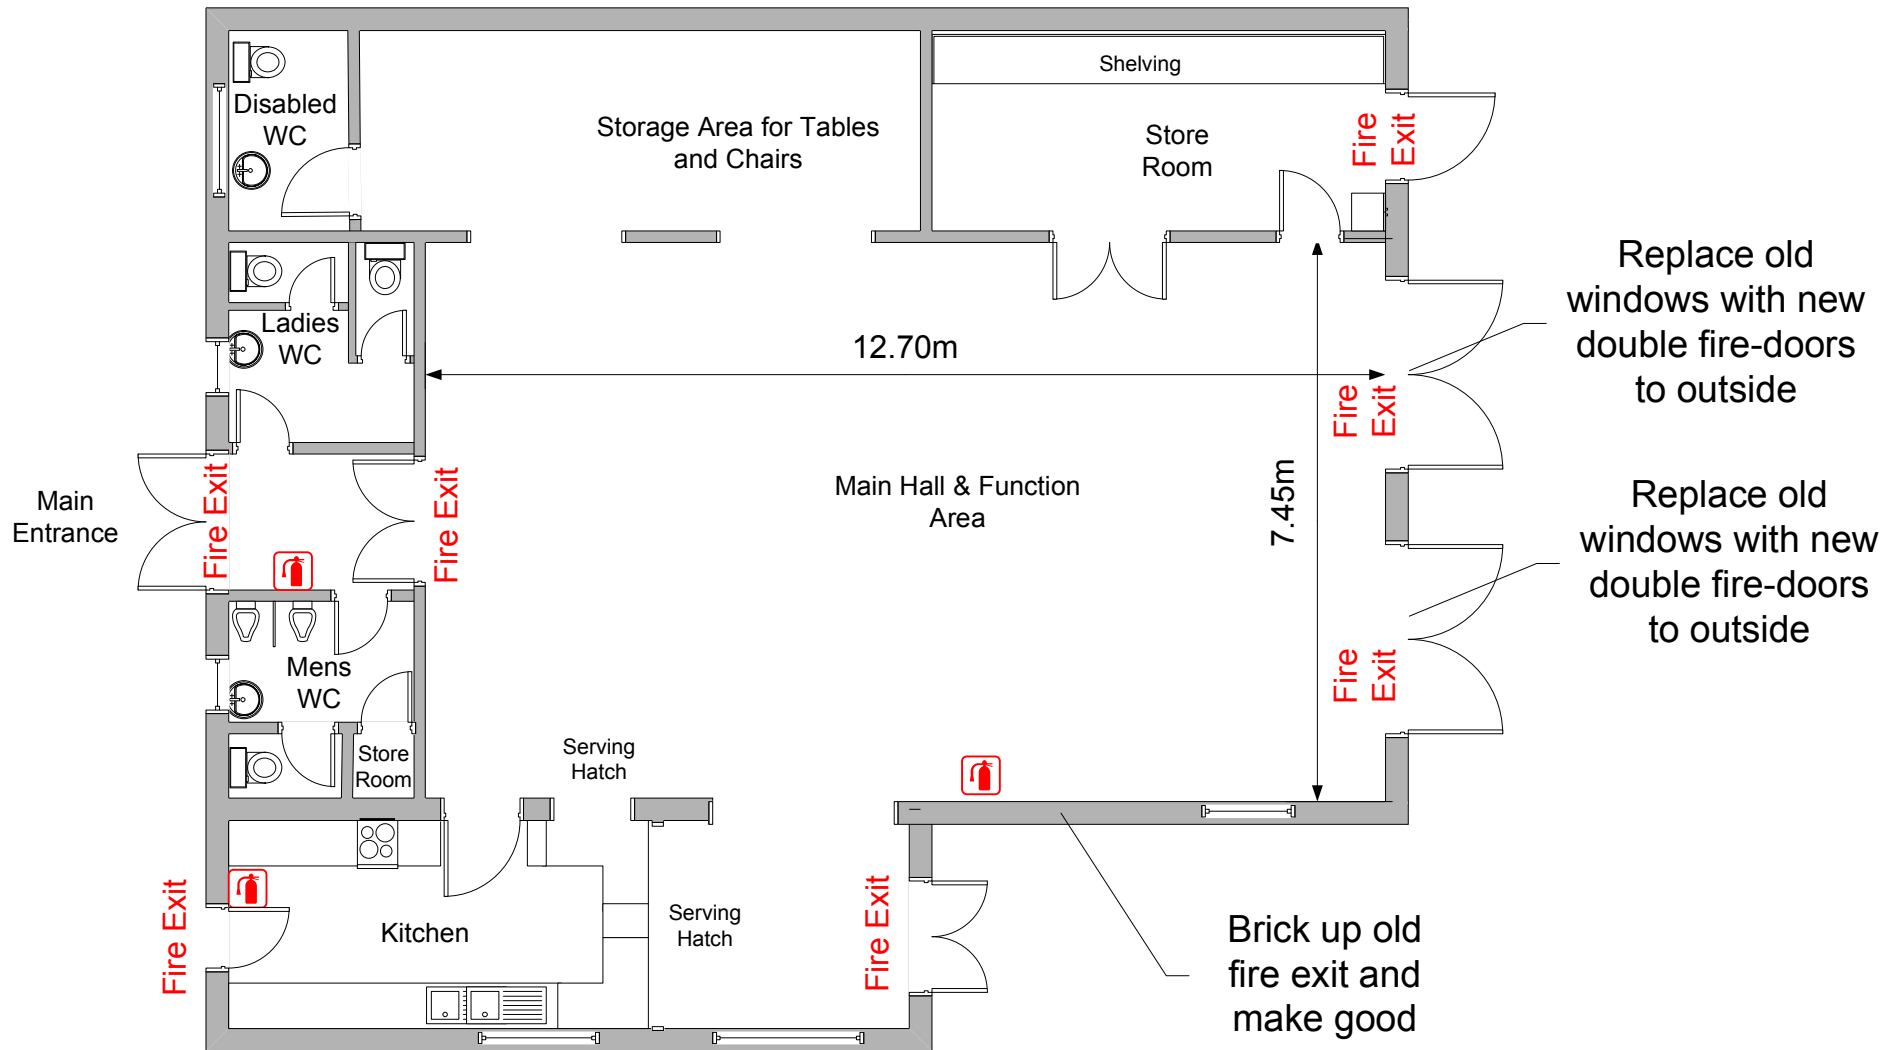 Shelving
Disabled
WC
Storage Area for Tables
and Chairs
Store
Room
Fire
Exit
Replace old
windows with new
double fire-doors
to outside
Ladies
WC
12.70m
Fire
Exit
Main
Entrance
Fire Exit
Fire Exit
Main Hall & Function
Area
7.45m
Replace old
windows with new
double fire-doors
to outside
Mens
WC
Fire
Exit
Store
Room
Serving
Hatch
Fire Exit
Kitchen
Serving
Hatch
Fire Exit
Brick up old
fire exit and
make good